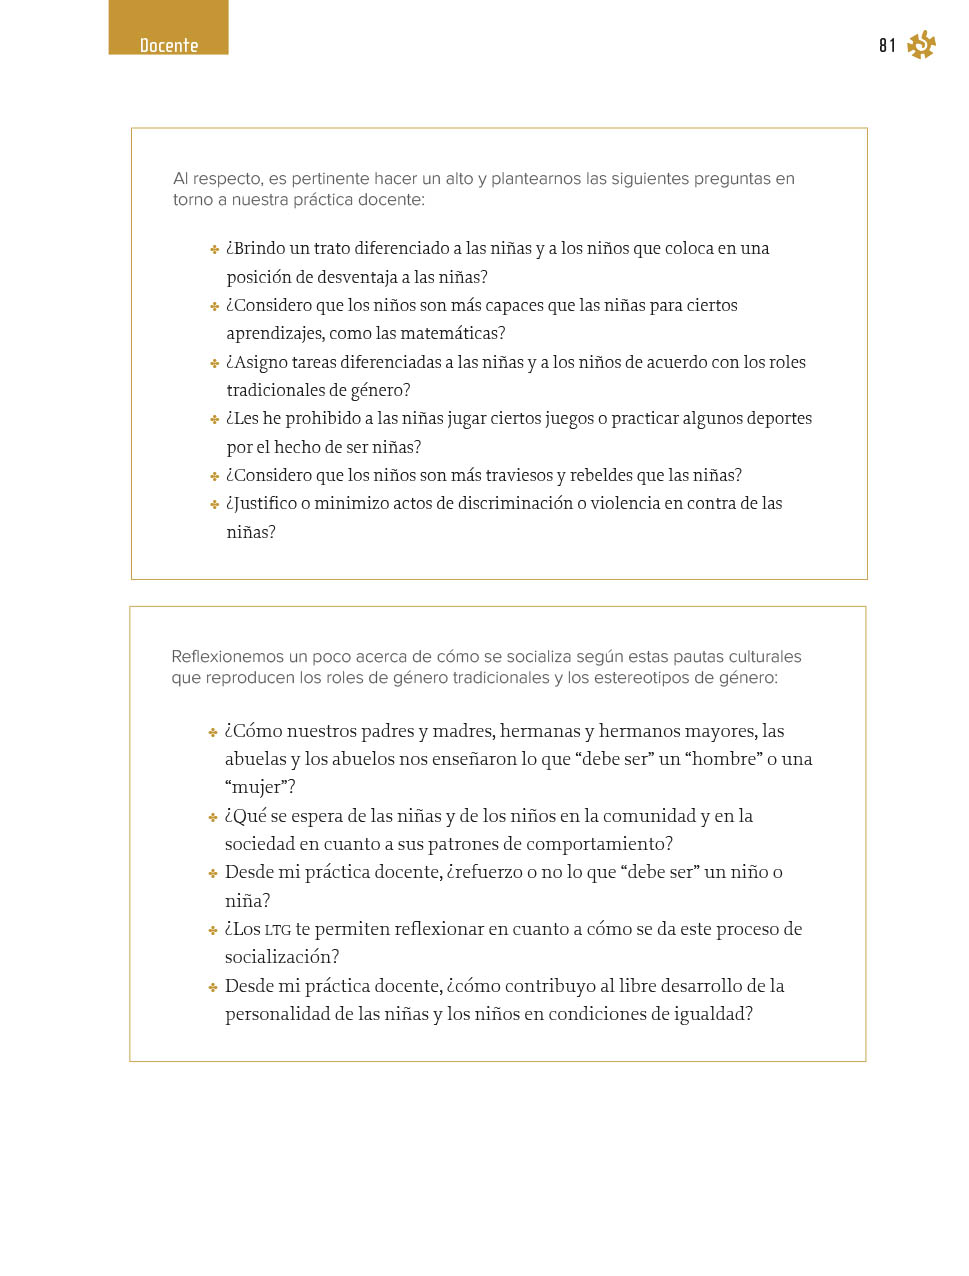 Docente
81
Al respecto, es pertinente hacer un alto y plantearnos las siguientes preguntas en
torno a nuestra práctica docente:
¿Brindo un trato diferenciado a las niñas y a los niños que coloca en una
posición de desventaja a las niñas?
¿Considero que los niños son más capaces que las niñas para ciertos
aprendizajes, como las matemáticas?
¿Asigno tareas diferenciadas a las niñas y a los niños de acuerdo con los roles
tradicionales de género?
¿Les he prohibido a las niñas jugar ciertos juegos o practicar algunos deportes
por el hecho de ser niñas?
¿Considero que los niños son más traviesos y rebeldes que las niñas?
¿Justifico o minimizo actos de discriminación o violencia en contra de las
niñas?
Reflexionemos un poco acerca de cómo se socializa según estas pautas culturales
que reproducen los roles de género tradicionales y los estereotipos de género:
¿Cómo nuestros padres y madres, hermanas y hermanos mayores, las
abuelas y los abuelos nos enseñaron lo que “debe ser” un “hombre” o una
“mujer”?
¿Qué se espera de las niñas y de los niños en la comunidad y en la
sociedad en cuanto a sus patrones de comportamiento?
Desde mi práctica docente, ¿refuerzo o no lo que “debe ser” un niño o
niña?
¿Los LTG te permiten reflexionar en cuanto a cómo se da este proceso de
socialización?
Desde mi práctica docente, ¿cómo contribuyo al libre desarrollo de la
personalidad de las niñas y los niños en condiciones de igualdad?